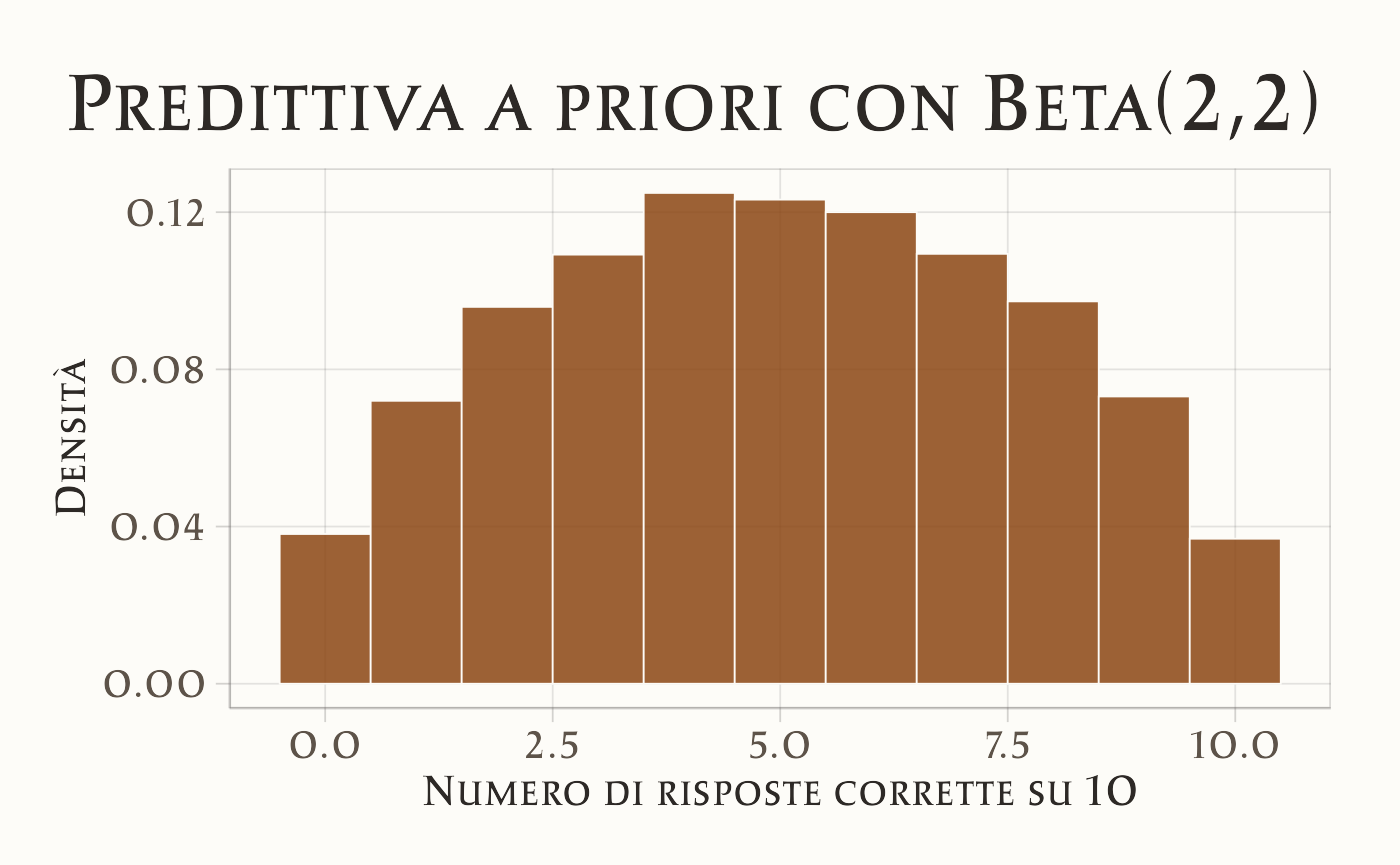 Predittiva a priori con Beta(2,2)
0.12
0.08
0.04
0.00
Densità
0.0 2.5 5.0 7.5 10.0
Numero di risposte corrette su 10